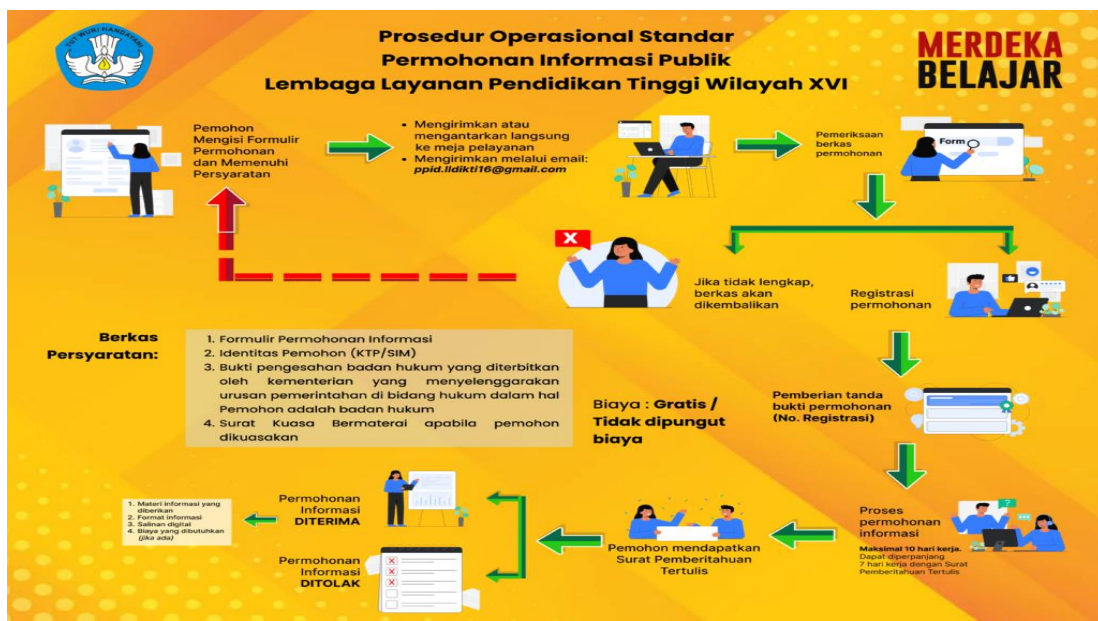 TUT WURI HANDAYANI
Prosedur Operasional Standar
Permohonan Informasi Publik
Lembaga Layanan Pendidikan Tinggi Wilayah XVI
MERDEKA
BELAJAR
Pemohon
Mengisi Formulir
Permohonan
dan Memenuhi
Persyaratan
• Mengirimkan atau
mengantarkan langsung
ke meja pelayanan
• Mengirimkan melalui email:
ppid.lldikti16@gmail.com
Pemeriksaan
berkas
permohonan
Form
X
Jika tidak lengkap,
berkas akan
dikembalikan
Registrasi
permohonan
Berkas
Persyaratan:
1. Formulir Permohonan Informasi
2. Identitas Pemohon (KTP/SIM)
3. Bukti pengesahan badan hukum yang diterbitkan
oleh kementerian yang menyelenggarakan
urusan pemerintahan di bidang hukum dalam hal
Pemohon adalah badan hukum
4. Surat Kuasa Bermaterai apabila pemohon
dikuasakan
Biaya : Gratis /
Tidak dipungut
biaya
Pemberian tanda
bukti permohonan
(No. Registrasi)
Proses
permohonan
informasi
Maksimal 10 hari kerja.
Dapat diperpanjang
7 hari kerja dengan Surat
Pemberitahuan Tertulis
Pemohon mendapatkan
Surat Pemberitahuan
Tertulis
Permohonan
Informasi
DITERIMA
1. Materi informasi yang
diberikan
2. Format informasi
3. Salinan digital
4. Biaya yang dibutuhkan
(jika ada)
Permohonan
Informasi
DITOLAK